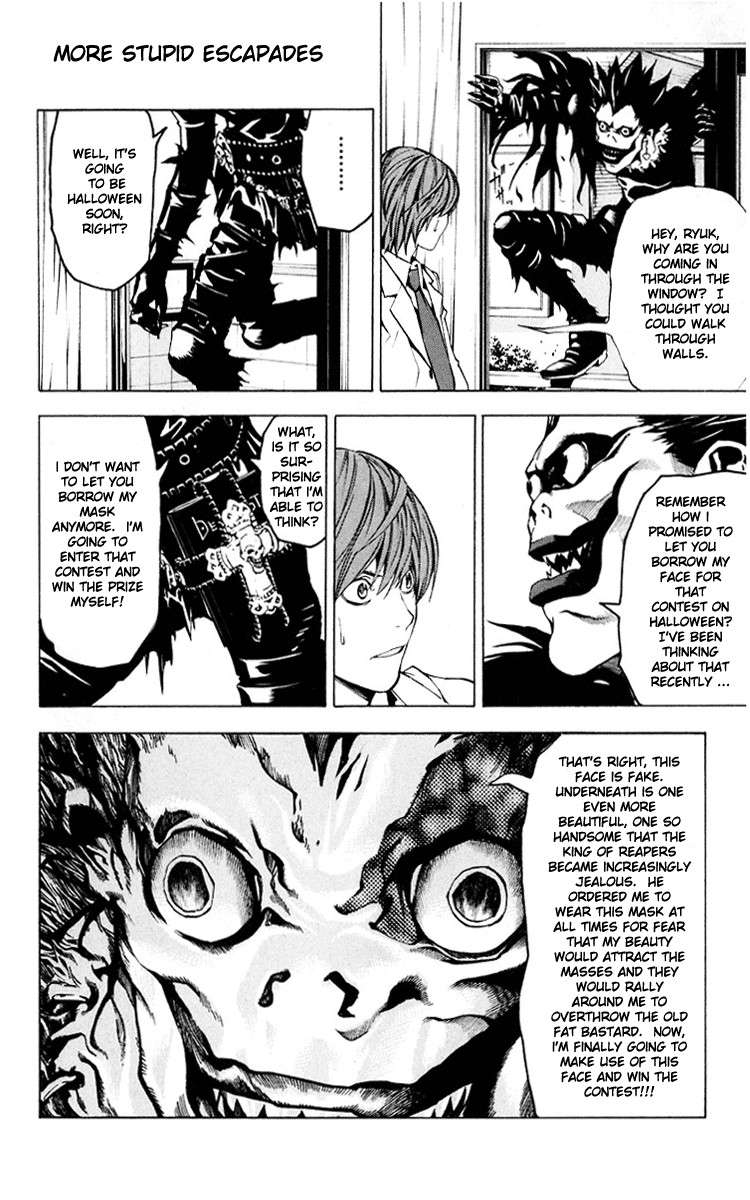 MORE STUPID ESCAPADES
HEY, RYUK,
WHY ARE YOU
COMING IN
THROUGH THE
WINDOW? I
THOUGHT YOU
COULD WALK
THROUGH
WALLS.
.........
WELL, IT'S
GOING
TO BE
HALLOWEEN
SOON,
RIGHT?
REMEMBER
HOW I
PROMISED TO
LET YOU
BORROW MY
FACE FOR
THAT
CONTEST ON
HALLOWEEN?
I'VE BEEN
THINKING
ABOUT THAT
RECENTLY ...
WHAT,
IS IT SO
SUR-
PRISING
THAT I'M
ABLE TO
THINK?
I DON'T WANT
TO LET YOU
BORROW MY
MASK
ANYMORE. I'M
GOING TO
ENTER THAT
CONTEST AND
WIN THE PRIZE
MYSELF!
THAT'S RIGHT, THIS
FACE IS FAKE.
UNDERNEATH IS ONE
EVEN MORE
BEAUTIFUL, ONE SO
HANDSOME THAT THE
KING OF REAPERS
BECAME INCREASINGLY
JEALOUS. HE
ORDERED ME TO
WEAR THIS MASK AT
ALL TIMES FOR FEAR
THAT MY BEAUTY
WOULD ATTRACT THE
MASSES AND THEY
WOULD RALLY
AROUND ME TO
OVERTHROW THE OLD
FAT BASTARD. NOW,
I'M FINALLY GOING TO
MAKE USE OF THIS
FACE AND WIN THE
CONTEST!!!